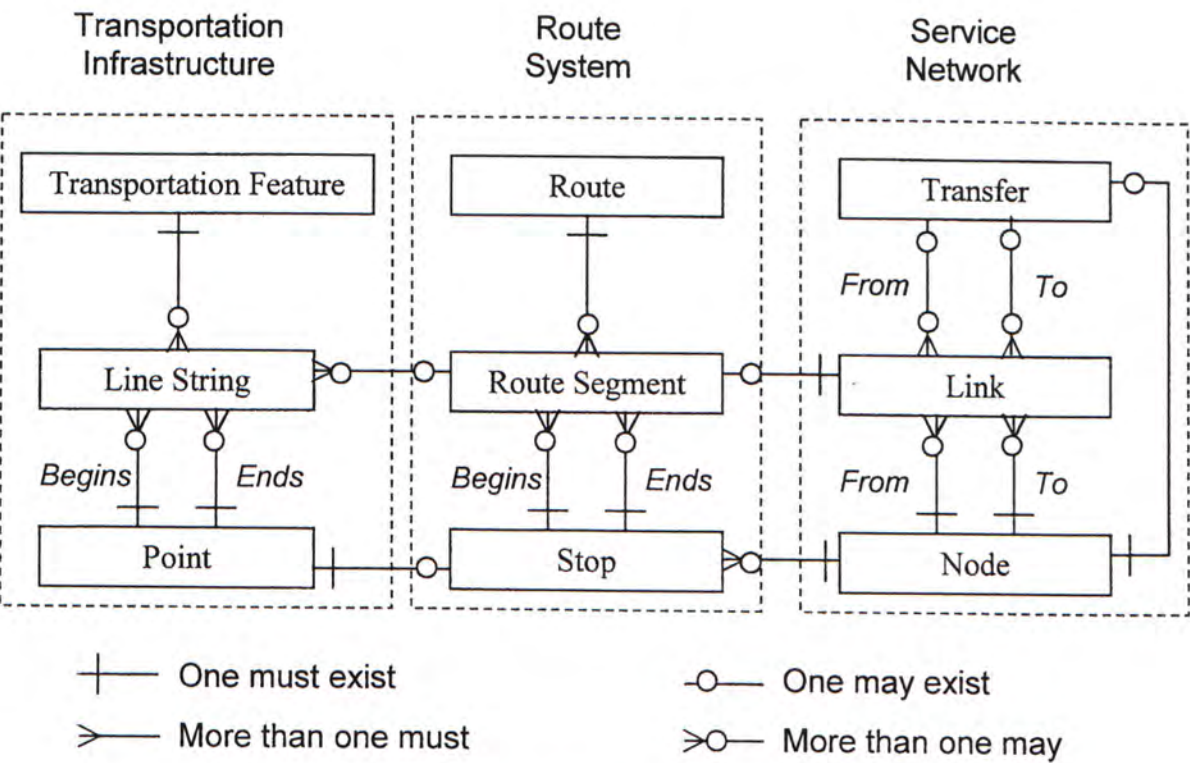 Transportation
Infrastructure
Route
System
Service
Network
Transportation Feature
Route
Transfer
From
To
Line String
Route Segment
Link
Begins
Ends
Begins
Ends
From
To
Point
Stop
Node
One must exist
One may exist
More than one must
More than one may